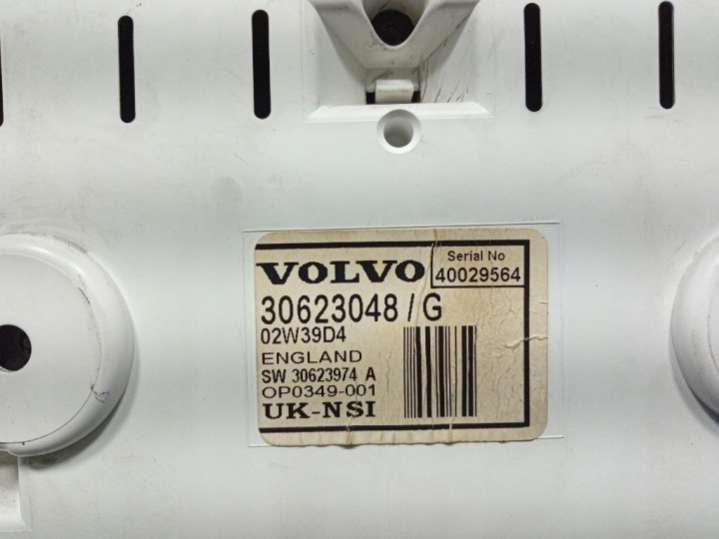 VOLVO
Serial No
40029564
30623048 / G
02W39D4
ENGLAND
SW 30623974 A
OP0349-001
UK-NSI